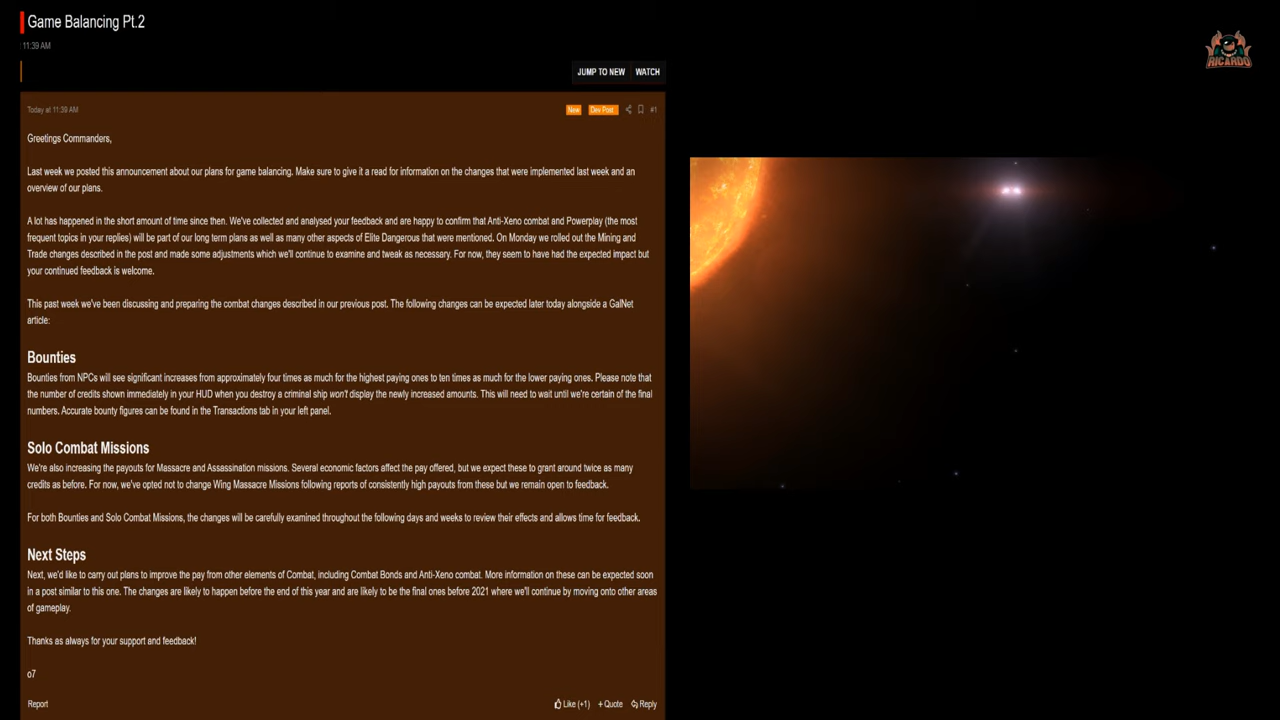 Game Balancing Pt.2
11:39 AM
JUMP TO NEW WATCH
Today at 11:39 AM New Dev Post #1
Greetings Commanders,
Last week we posted this announcement about our plans for game balancing. Make sure to give it a read for information on the changes that were implemented last week and an
overview of our plans.
A lot has happened in the short amount of time since then. We've collected and analysed your feedback and are happy to confirm that Anti-Xeno combat and Powerplay (the most
frequent topics in your replies) will be part of our long term plans as well as many other aspects of Elite Dangerous that were mentioned. On Monday we rolled out the Mining and
Trade changes described in the post and made some adjustments which we'll continue to examine and tweak as necessary. For now, they seem to have had the expected impact but
your continued feedback is welcome.
This past week we've been discussing and preparing the combat changes described in our previous post. The following changes can be expected later today alongside a GalNet
article:
Bounties
Bounties from NPCs will see significant increases from approximately four times as much for the highest paying ones to ten times as much for the lower paying ones. Please note that
the number of credits shown immediately in your HUD when you destroy a criminal ship won't display the newly increased amounts. This will need to wait until we're certain of the final
numbers. Accurate bounty figures can be found in the Transactions tab in your left panel.
Solo Combat Missions
We're also increasing the payouts for Massacre and Assassination missions. Several economic factors affect the pay offered, but we expect these to grant around twice as many
credits as before. For now, we've opted not to change Wing Massacre Missions following reports of consistently high payouts from these but we remain open to feedback.
For both Bounties and Solo Combat Missions, the changes will be carefully examined throughout the following days and weeks to review their effects and allows time for feedback.
Next Steps
Next, we'd like to carry out plans to improve the pay from other elements of Combat, including Combat Bonds and Anti-Xeno combat. More information on these can be expected soon
in a post similar to this one. The changes are likely to happen before the end of this year and are likely to be the final ones before 2021 where we'll continue by moving onto other areas
of gameplay.
Thanks as always for your support and feedback!
o7
Report Like (+1) + Quote Reply
RICARDO